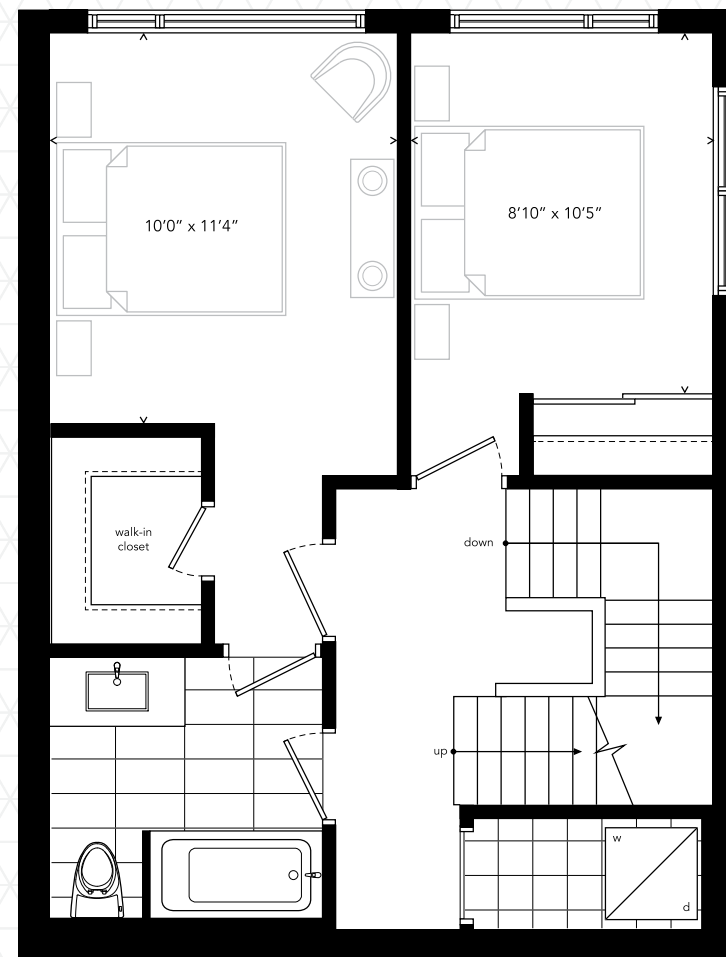 10'0" x 11'4"
8'10" x 10'5"
walk-in
closet
down
up
w
d